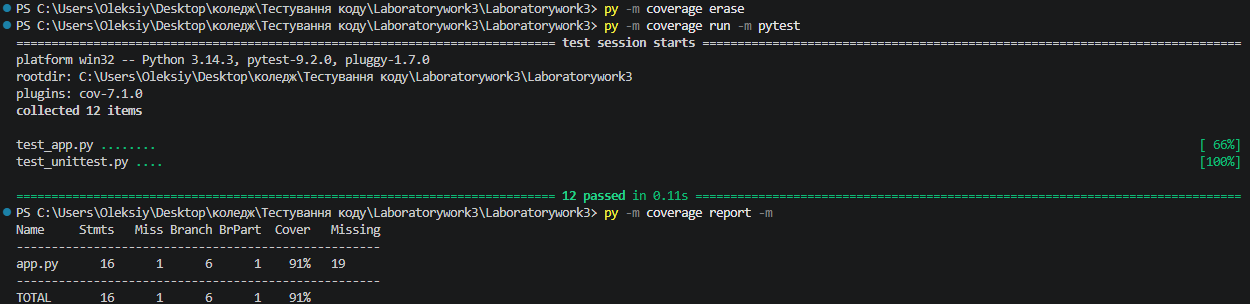 PS C:\Users\Oleksiy\Desktop\коледж\Тестування коду\Laboratorywork3\Laboratorywork3> py -m coverage erase
PS C:\Users\Oleksiy\Desktop\коледж\Тестування коду\Laboratorywork3\Laboratorywork3> py -m coverage run -m pytest
============================================================================= test session starts =============================================================================
platform win32 -- Python 3.14.3, pytest-9.2.0, pluggy-1.7.0
rootdir: C:\Users\Oleksiy\Desktop\коледж\Тестування коду\Laboratorywork3\Laboratorywork3
plugins: cov-7.1.0
collected 12 items
test_app.py ........ [ 66%]
test_unittest.py .... [100%]
============================================================================= 12 passed in 0.11s ==============================================================================
PS C:\Users\Oleksiy\Desktop\коледж\Тестування коду\Laboratorywork3\Laboratorywork3> py -m coverage report -m
Name     Stmts   Miss Branch BrPart  Cover   Missing
----------------------------------------------------
app.py      16      1      6      1    91%   19
----------------------------------------------------
TOTAL       16      1      6      1    91%